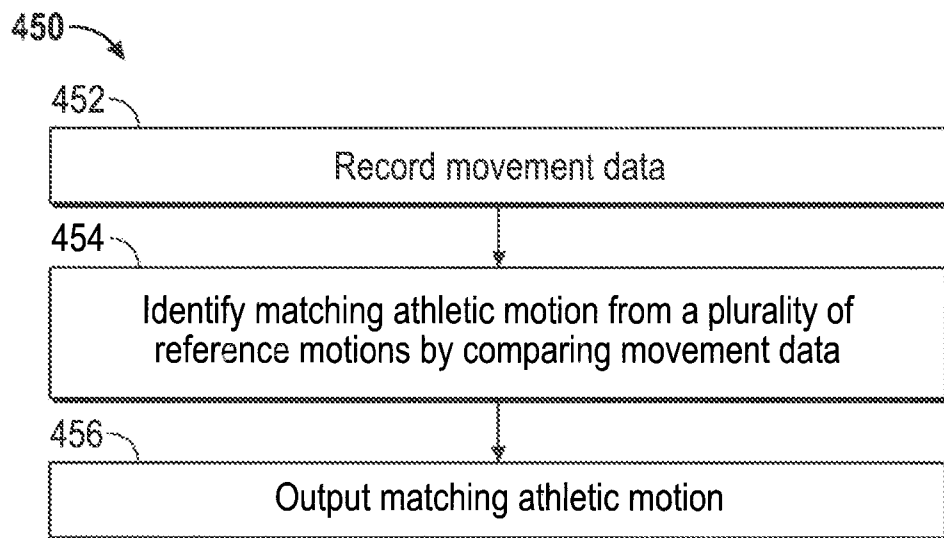 450
452
Record movement data
454
Identify matching athletic motion from a plurality of
reference motions by comparing movement data
456
Output matching athletic motion